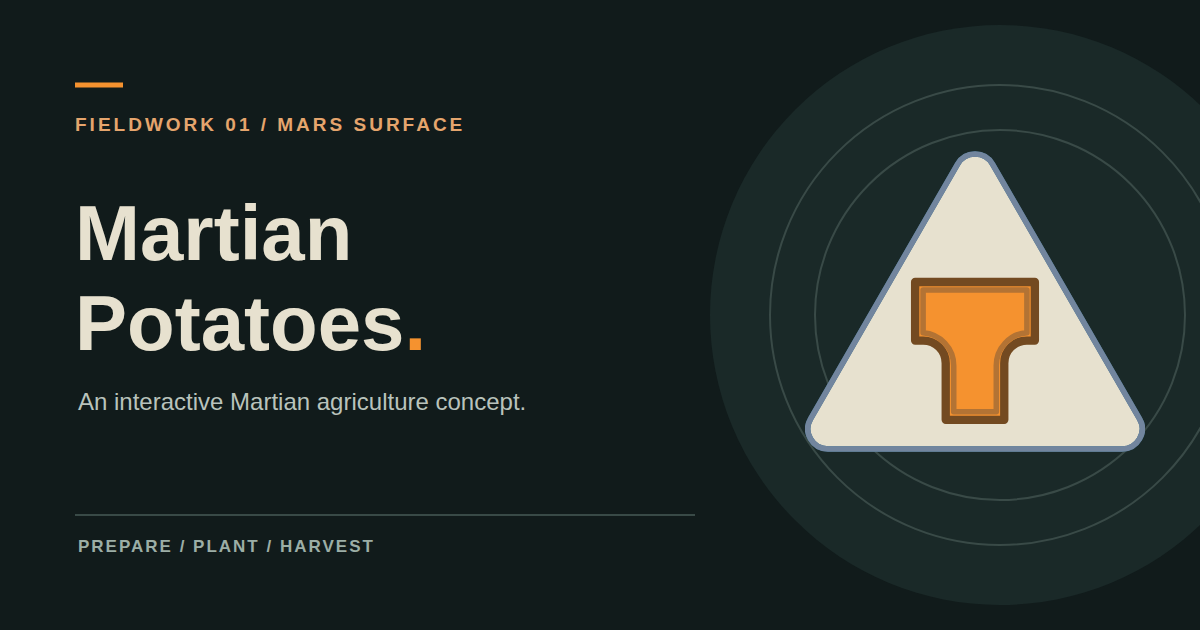 FIELDWORK 01 / MARS SURFACE
Martian
Potatoes.
An interactive Martian agriculture concept.
PREPARE / PLANT / HARVEST